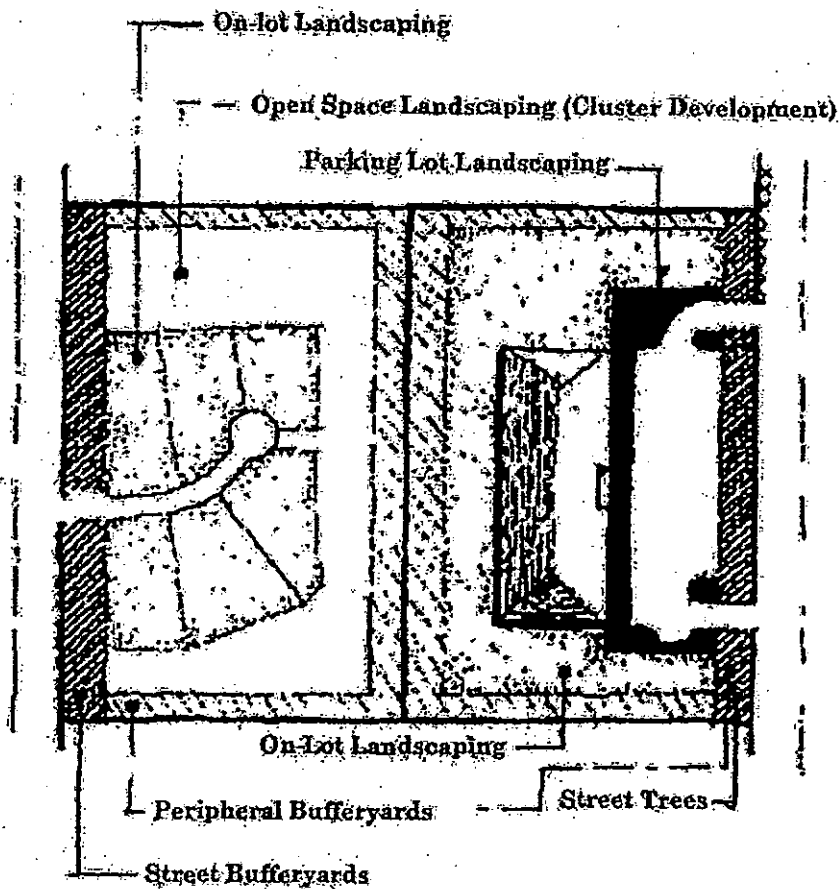 On-lot Landscaping
Open Space Landscaping (Cluster Development)
Parking Lot Landscaping
On-Lot Landscaping
Peripheral Bufferyards
Street Trees
Street Bufferyards